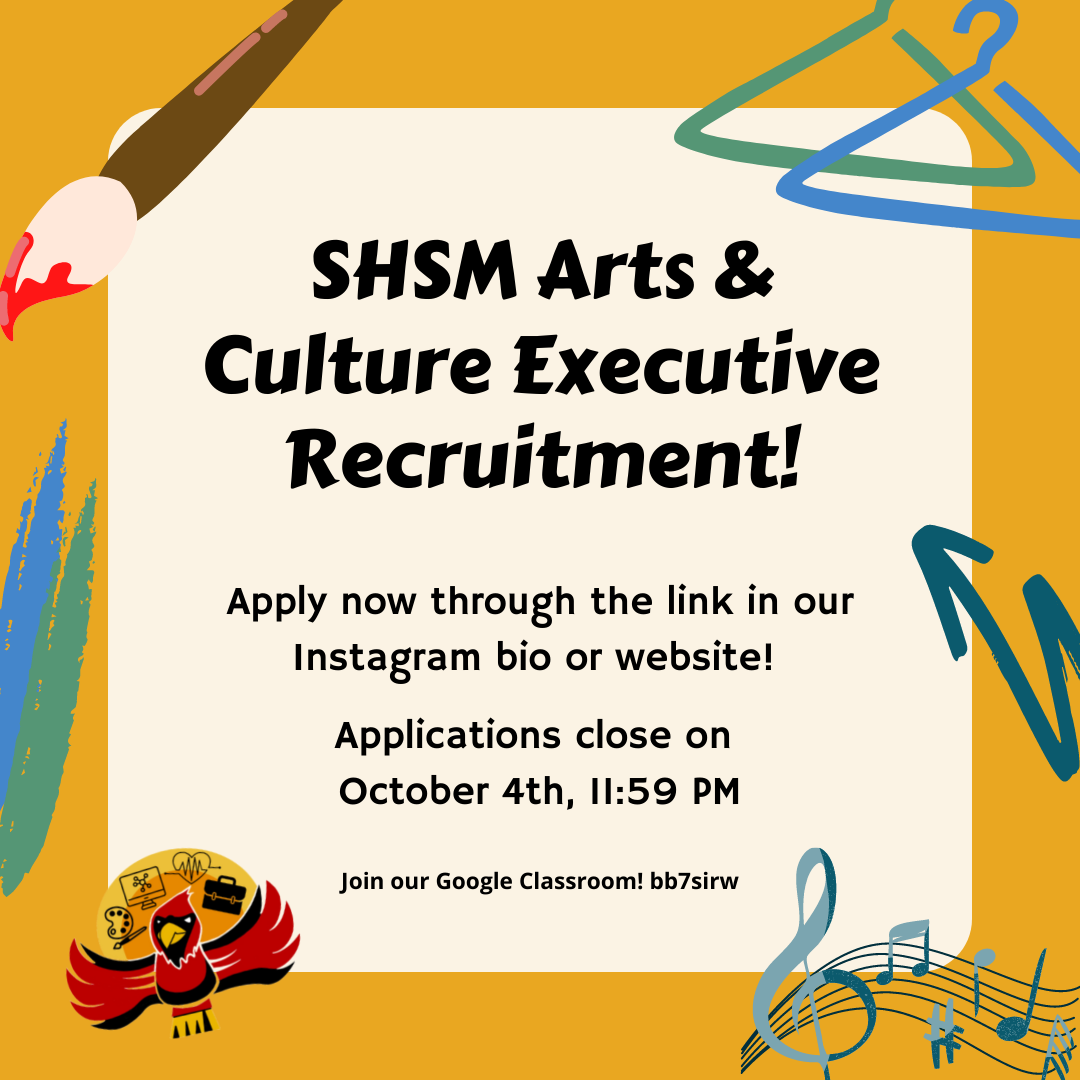 SHSM Arts &
Culture Executive
Recruitment!
Apply now through the link in our
Instagram bio or website!
Applications close on
October 4th, 11:59 PM
Join our Google Classroom! bb7sirw